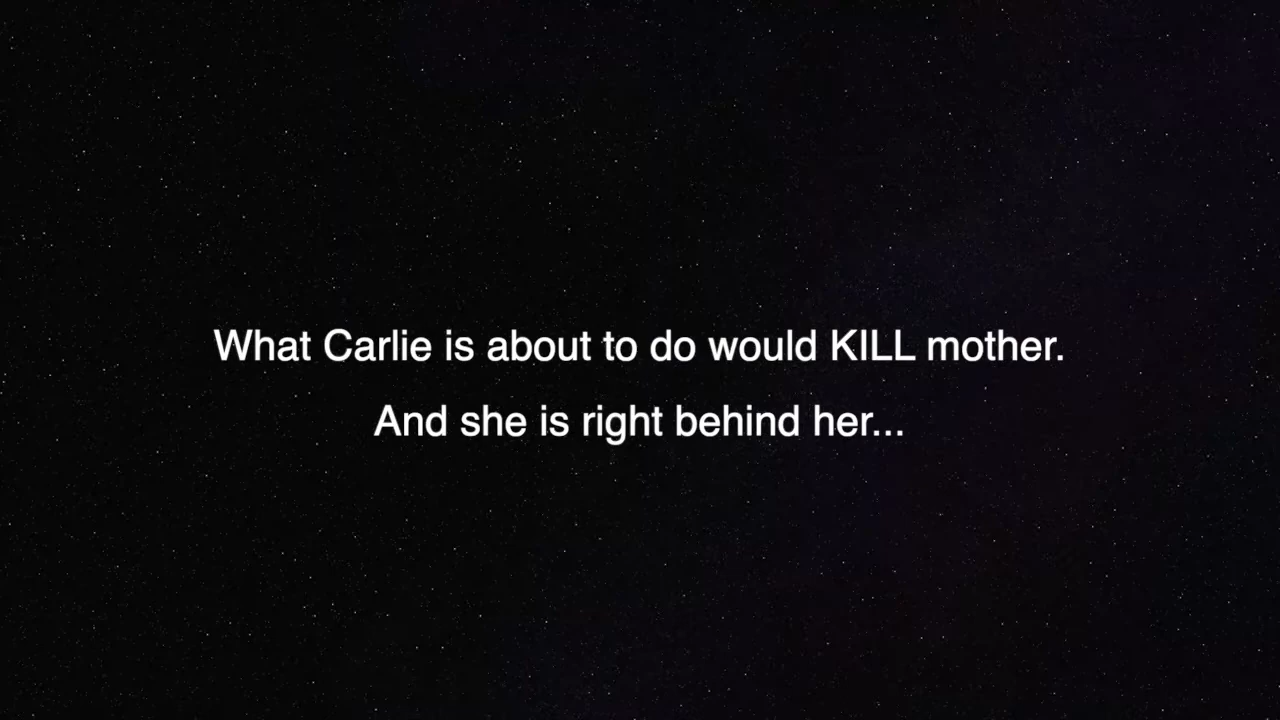 What Carlie is about to do would KILL mother.
And she is right behind her...